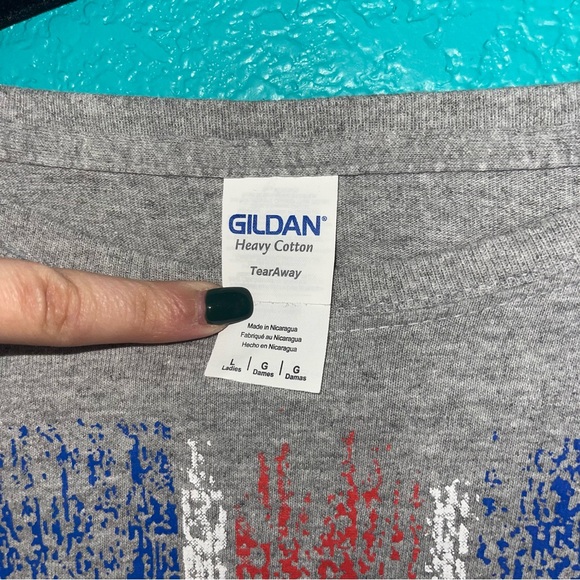 GILDAN®
Heavy Cotton
TearAway
Made in Nicaragua
Fabriqué au Nicaragua
Hecho en Nicaragua
L | G | G
Ladies | Dames | Damas